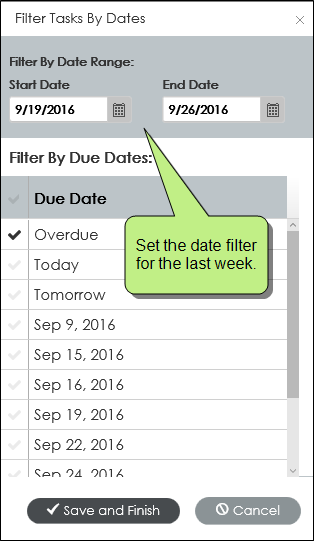 Filter Tasks By Dates
Filter By Date Range:
Start Date End Date
9/19/2016 9/26/2016
Filter By Due Dates:
Due Date
Set the date filter
for the last week.
Overdue
Today
Tomorrow
Sep 9, 2016
Sep 15, 2016
Sep 16, 2016
Sep 19, 2016
Sep 22, 2016
Sep 24, 2016
Save and Finish Cancel